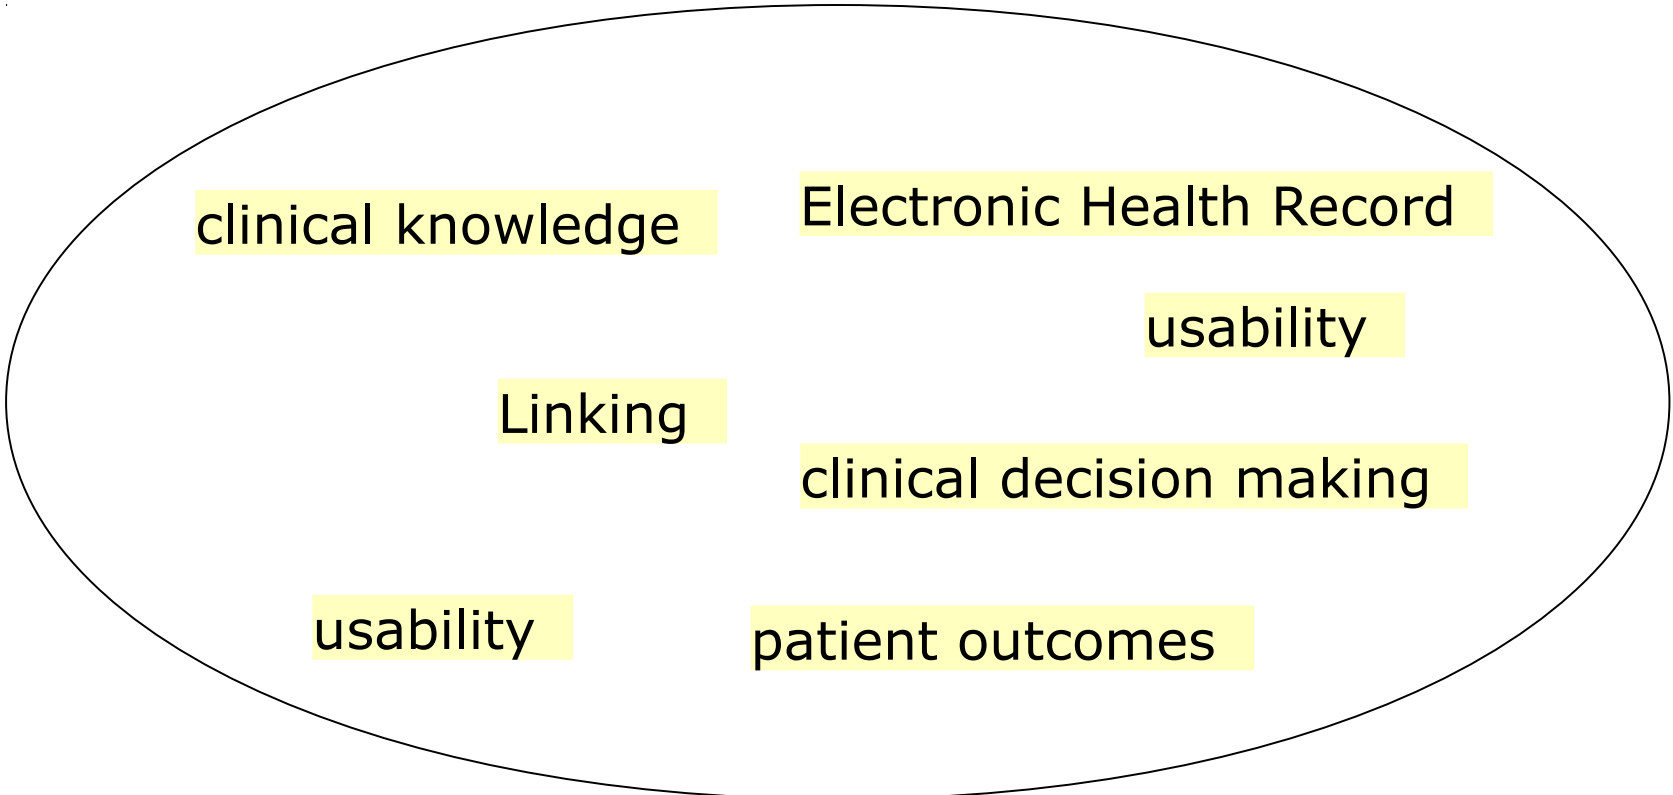 clinical knowledge
Electronic Health Record
usability
Linking
clinical decision making
usability
patient outcomes